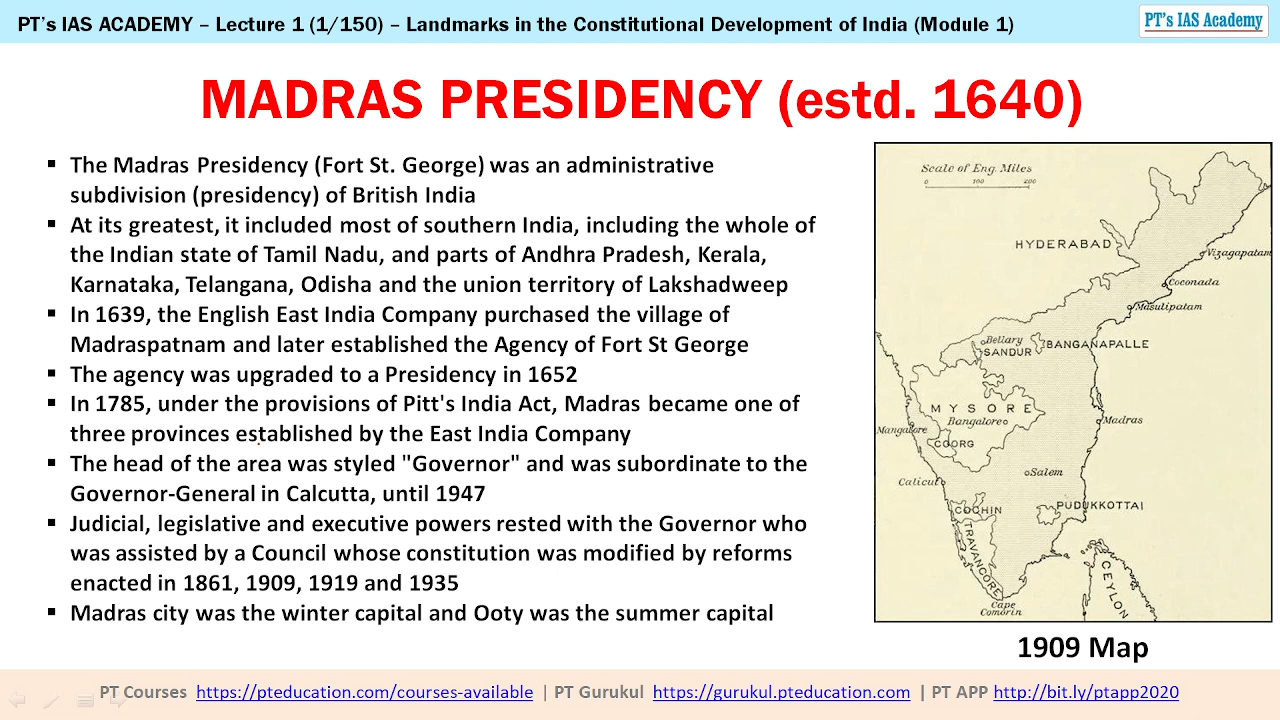 PT's IAS ACADEMY – Lecture 1 (1/150) – Landmarks in the Constitutional Development of India (Module 1)
PT's IAS Academy
MADRAS PRESIDENCY (estd. 1640)
▪ The Madras Presidency (Fort St. George) was an administrative
subdivision (presidency) of British India
▪ At its greatest, it included most of southern India, including the whole of
the Indian state of Tamil Nadu, and parts of Andhra Pradesh, Kerala,
Karnataka, Telangana, Odisha and the union territory of Lakshadweep
▪ In 1639, the English East India Company purchased the village of
Madraspatnam and later established the Agency of Fort St George
▪ The agency was upgraded to a Presidency in 1652
▪ In 1785, under the provisions of Pitt's India Act, Madras became one of
three provinces established by the East India Company
▪ The head of the area was styled "Governor" and was subordinate to the
Governor-General in Calcutta, until 1947
▪ Judicial, legislative and executive powers rested with the Governor who
was assisted by a Council whose constitution was modified by reforms
enacted in 1861, 1909, 1919 and 1935
▪ Madras city was the winter capital and Ooty was the summer capital
Scale of Eng. Miles
0 100 200
HYDERABAD
Vizagapatam
Coconada
Masulipatam
Bellary
SANDUR
BANGANAPALLE
MYSORE
Bangalore
Mangalore
Madras
COORG
Salem
Calicut
COCHIN
PUDUKKOTTAI
TRAVANCORE
CEYLON
Cape
Comorin
1909 Map
PT Courses https://pteducation.com/courses-available | PT Gurukul https://gurukul.pteducation.com | PT APP http://bit.ly/ptapp2020